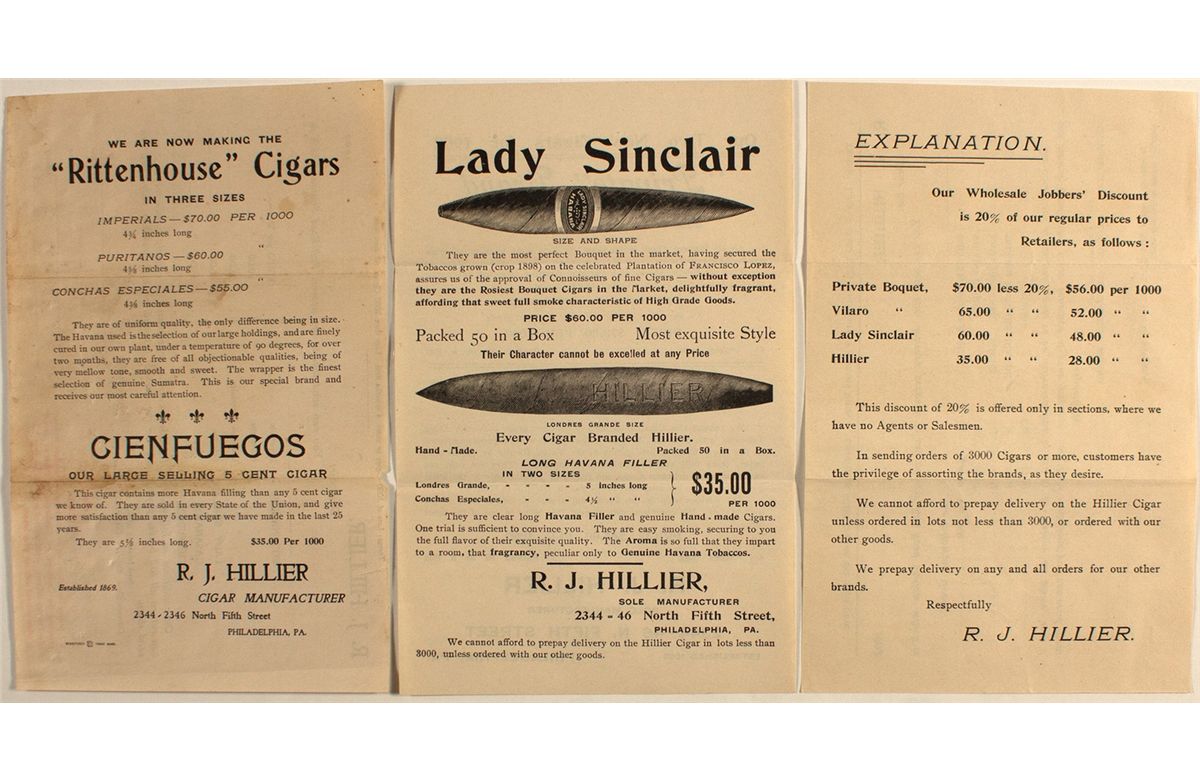 WE ARE NOW MAKING THE
"Rittenhouse" Cigars
IN THREE SIZES
IMPERIALS—$70.00 PER 1000
4¾ inches long
PURITANOS—$60.00 "
4⅜ inches long
CONCHAS ESPECIALES—$55.00 "
4⅜ inches long
They are of uniform quality, the only difference being in size.
The Havana used is the selection of our large holdings, and are finely
cured in our own plant, under a temperature of 90 degrees, for over
two months, they are free of all objectionable qualities, being of
very mellow tone, smooth and sweet. The wrapper is the finest
selection of genuine Sumatra. This is our special brand and
receives our most careful attention.
CIENFUEGOS
OUR LARGE SELLING 5 CENT CIGAR
This cigar contains more Havana filling than any 5 cent cigar
we know of. They are sold in every State of the Union, and give
more satisfaction than any 5 cent cigar we have made in the last 25
years.
They are 5½ inches long. $35.00 Per 1000
R. J. HILLIER
Established 1869. CIGAR MANUFACTURER
2344-2346 North Fifth Street
PHILADELPHIA, PA.
Lady Sinclair
LADY SINCLAIR
HABANA
SIZE AND SHAPE
They are the most perfect Bouquet in the market, having secured the
Tobaccos grown (crop 1898) on the celebrated Plantation of FRANCISCO LOPEZ,
assures us of the approval of Connoisseurs of fine Cigars — without exception
they are the Rosiest Bouquet Cigars in the Market, delightfully fragrant,
affording that sweet full smoke characteristic of High Grade Goods.
PRICE $60.00 PER 1000
Packed 50 in a Box Most exquisite Style
Their Character cannot be excelled at any Price
HILLIER
LONDRES GRANDE SIZE
Every Cigar Branded Hillier.
Hand-Made. Packed 50 in a Box.
LONG HAVANA FILLER
IN TWO SIZES
Londres Grande, - - - - 5 inches long
Conchas Especiales, - - - 4½ " "
$35.00
PER 1000
They are clear long Havana Filler and genuine Hand-made Cigars.
One trial is sufficient to convince you. They are easy smoking, securing to you
the full flavor of their exquisite quality. The Aroma is so full that they impart
to a room, that fragrancy, peculiar only to Genuine Havana Tobaccos.
R. J. HILLIER,
SOLE MANUFACTURER
2344-46 North Fifth Street,
PHILADELPHIA, PA.
We cannot afford to prepay delivery on the Hillier Cigar in lots less than
3000, unless ordered with our other goods.
EXPLANATION.
Our Wholesale Jobbers' Discount
is 20% of our regular prices to
Retailers, as follows:
Private Boquet, $70.00 less 20%, $56.00 per 1000
Vilaro " 65.00 " " 52.00 " "
Lady Sinclair 60.00 " " 48.00 " "
Hillier 35.00 " " 28.00 " "
This discount of 20% is offered only in sections, where we
have no Agents or Salesmen.
In sending orders of 3000 Cigars or more, customers have
the privilege of assorting the brands, as they desire.
We cannot afford to prepay delivery on the Hillier Cigar
unless ordered in lots not less than 3000, or ordered with our
other goods.
We prepay delivery on any and all orders for our other
brands.
Respectfully
R. J. HILLIER.